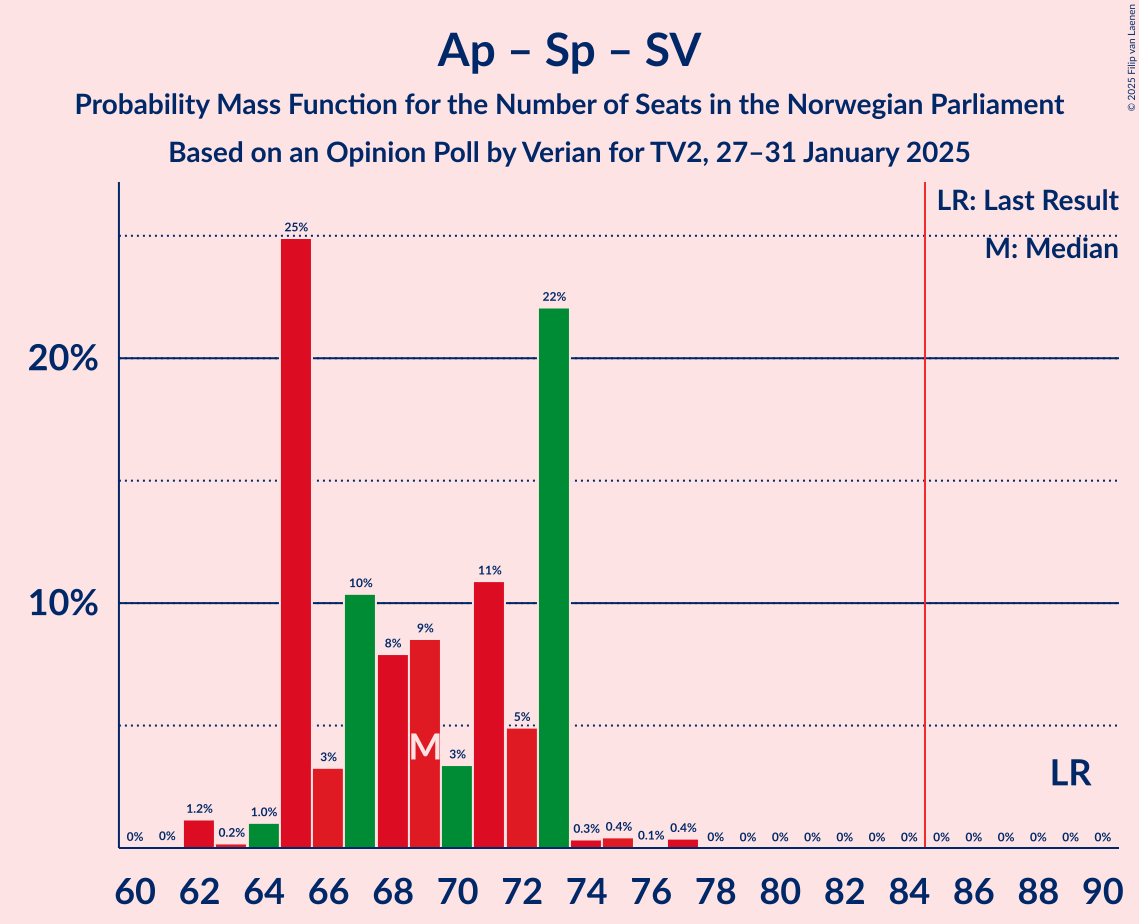 Ap – Sp – SV
Probability Mass Function for the Number of Seats in the Norwegian Parliament
Based on an Opinion Poll by Verian for TV2, 27–31 January 2025
© 2025 Filip van Laenen
LR: Last Result
M: Median
20%
10%
0% 0% 1.2% 0.2% 1.0% 25% 3% 10% 8% 9% 3% 11% 5% 22% 0.3% 0.4% 0.1% 0.4% 0% 0% 0% 0% 0% 0% 0% 0% 0% 0% 0% 0% 0%
M
LR
60 62 64 66 68 70 72 74 76 78 80 82 84 86 88 90